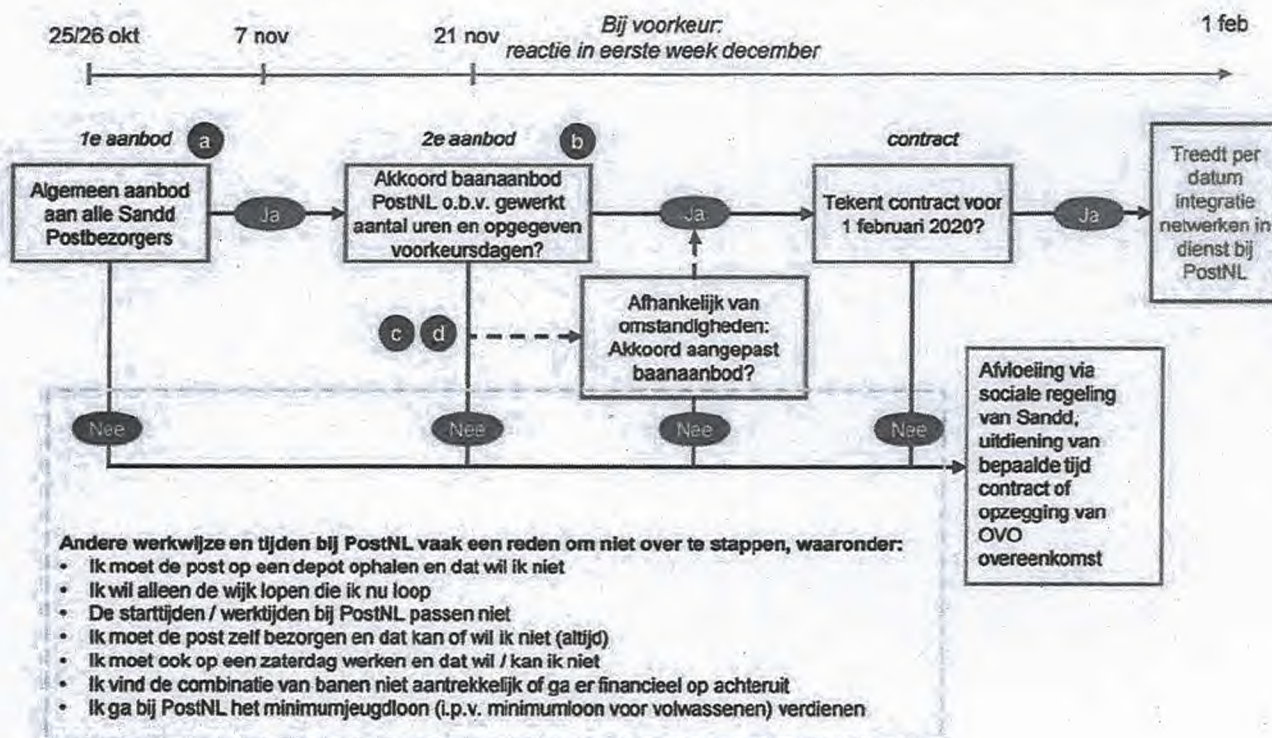 25/26 okt
7 nov
21 nov
Bij voorkeur:
reactie in eerste week december
1 feb
1e aanbod
a
2e aanbod
b
contract
Algemeen aanbod
aan alle Sandd
Postbezorgers
Ja
Akkoord baanaanbod
PostNL o.b.v. gewerkt
aantal uren en opgegeven
voorkeursdagen?
Ja
Tekent contract voor
1 februari 2020?
Ja
Treedt per
datum
integratie
netwerken in
dienst bij
PostNL
c
d
Afhankelijk van
omstandigheden:
Akkoord aangepast
baanaanbod?
Nee
Nee
Nee
Nee
Afvloeiing via
sociale regeling
van Sandd,
uitdiening van
bepaalde tijd
contract of
opzegging van
OVO
overeenkomst
Andere werkwijze en tijden bij PostNL vaak een reden om niet over te stappen, waaronder:
• Ik moet de post op een depot ophalen en dat wil ik niet
• Ik wil alleen de wijk lopen die ik nu loop
• De starttijden / werktijden bij PostNL passen niet
• Ik moet de post zelf bezorgen en dat kan of wil ik niet (altijd)
• Ik moet ook op een zaterdag werken en dat wil / kan ik niet
• Ik vind de combinatie van banen niet aantrekkelijk of ga er financieel op achteruit
• Ik ga bij PostNL het minimumjeugdloon (i.p.v. minimumloon voor volwassenen) verdienen